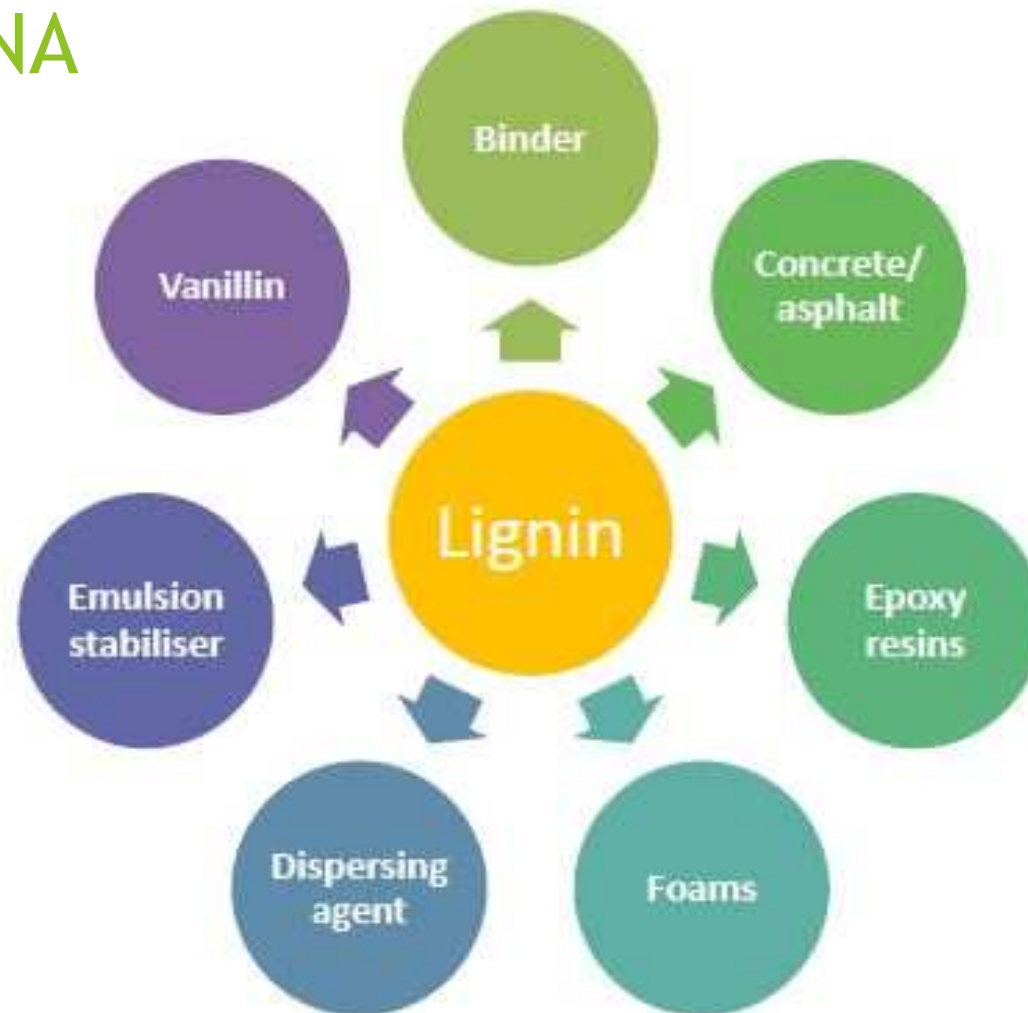 NA
Binder
Concrete/
asphalt
Epoxy
resins
Foams
Dispersing
agent
Emulsion
stabiliser
Vanillin
Lignin